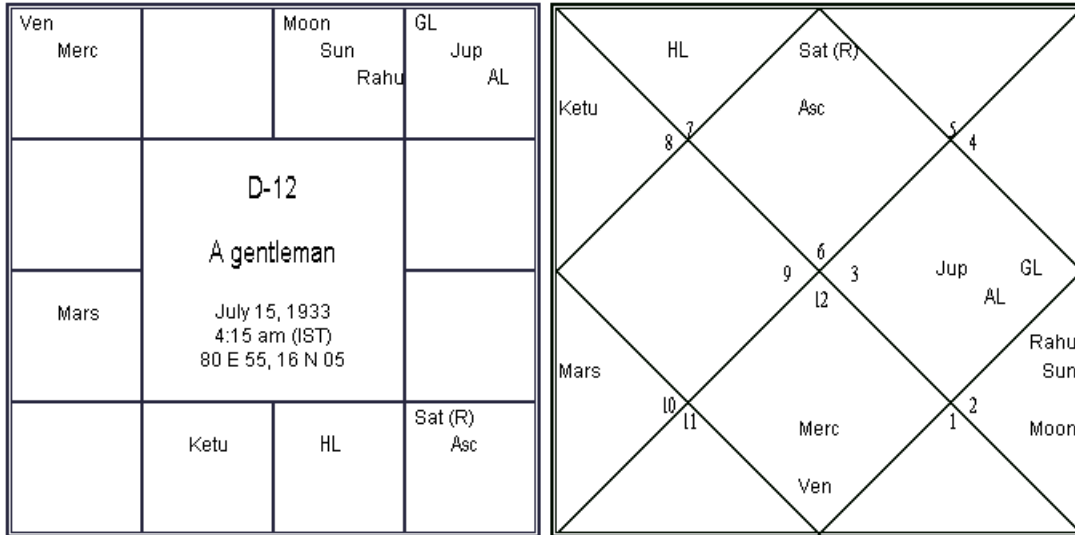 Ven
Merc
Moon
Sun
Rahu
GL
Jup
AL
D-12
A gentleman
July 15, 1933
4:15 am (IST)
80 E 55, 16 N 05
Mars
Ketu
HL
Sat (R)
Asc
HL
Sat (R)
Ketu
Asc
7
8
5
4
6
9
3
12
Jup
GL
AL
Rahu
Sun
Mars
10
11
2
1
Merc
Moon
Ven